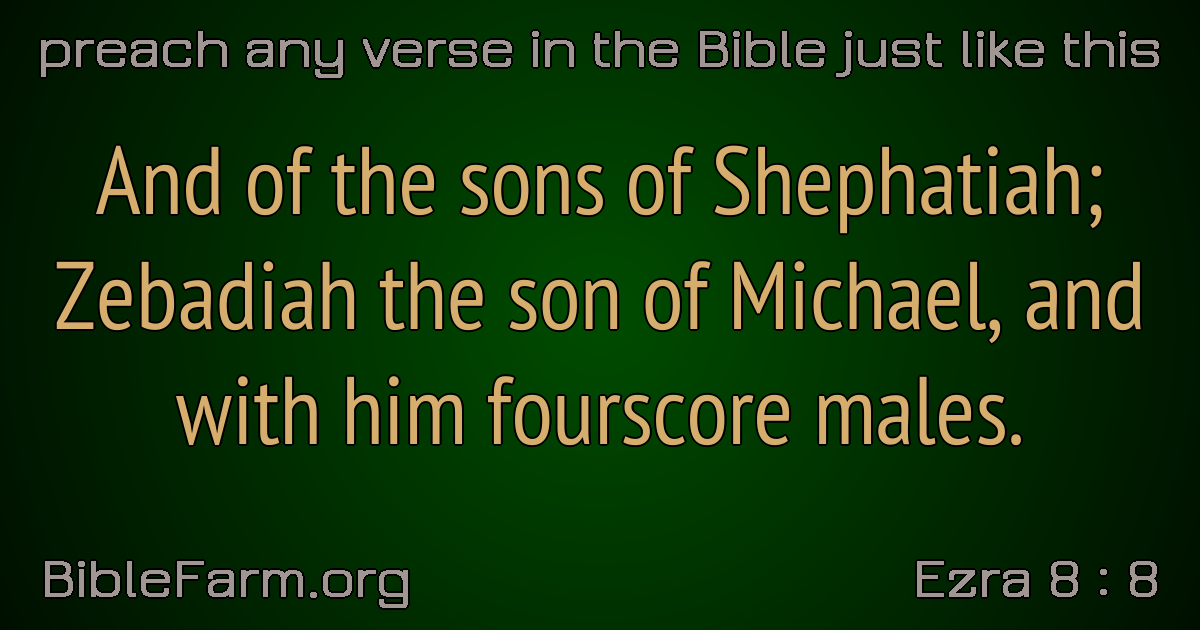 preach any verse in the Bible just like this
And of the sons of Shephatiah;
Zebadiah the son of Michael, and
with him fourscore males.
BibleFarm.org
Ezra 8 : 8